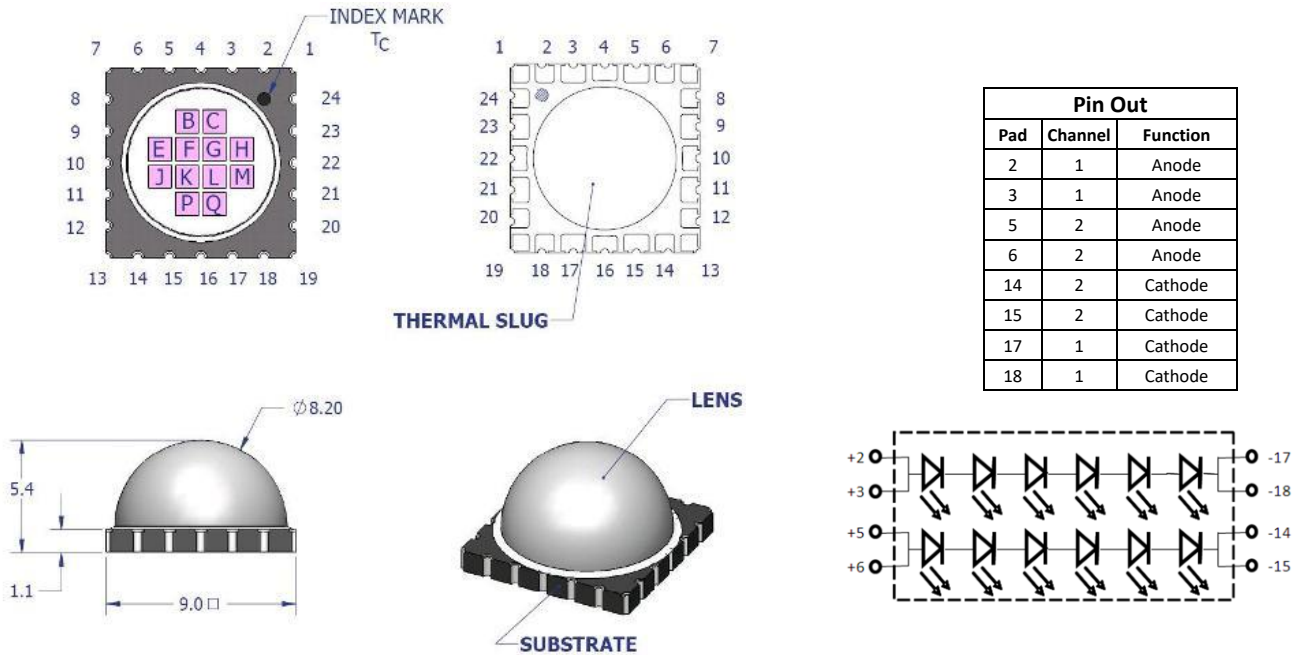 INDEX MARK
TC
7 6 5 4 3 2 1
8 24
9 23
10 22
11 21
12 20
13 14 15 16 17 18 19
B C
E F G H
J K L M
P Q
1 2 3 4 5 6 7
24 8
23 9
22 10
21 11
20 12
19 18 17 16 15 14 13
THERMAL SLUG
Pin Out
Pad Channel Function
2 1 Anode
3 1 Anode
5 2 Anode
6 2 Anode
14 2 Cathode
15 2 Cathode
17 1 Cathode
18 1 Cathode
Ø8.20
5.4
1.1
9.0 □
LENS
SUBSTRATE
+2 -17
+3 -18
+5 -14
+6 -15